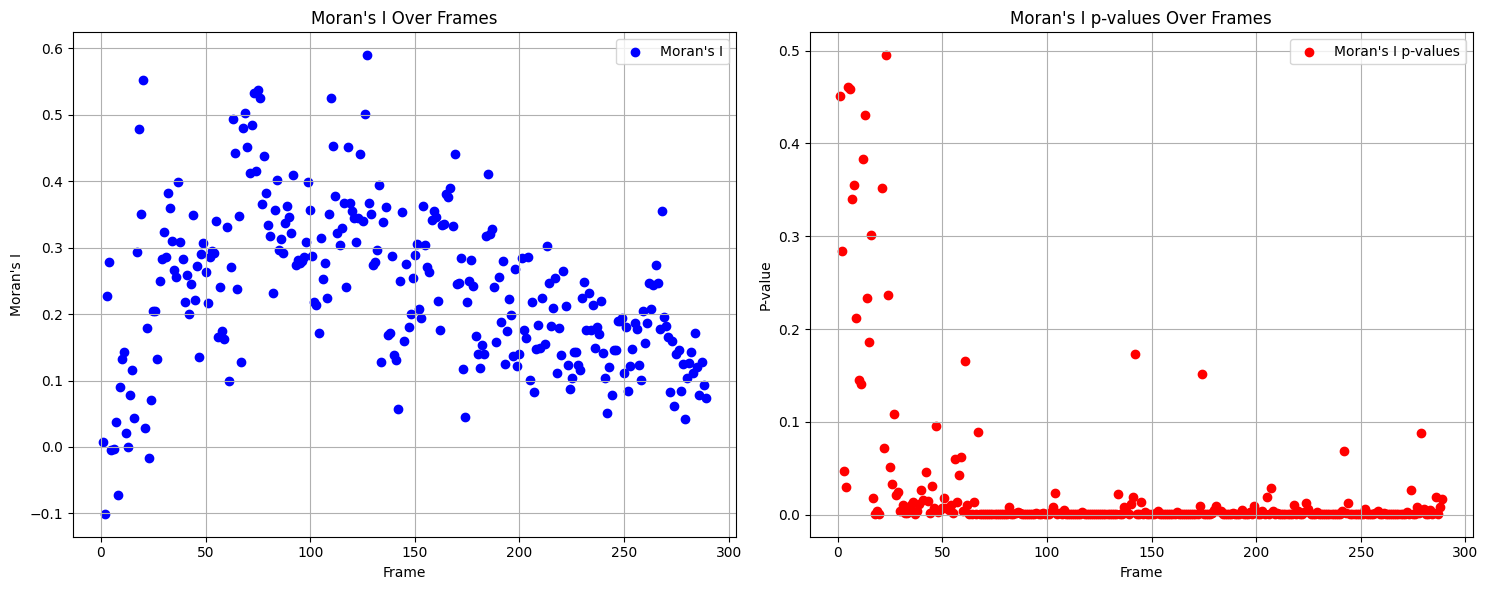 Moran's I Over Frames
Moran's I
0.6
0.5
0.4
0.3
0.2
0.1
0.0
−0.1
Moran's I
0 50 100 150 200 250 300
Frame
Moran's I p-values Over Frames
Moran's I p-values
0.5
0.4
0.3
0.2
0.1
0.0
P-value
0 50 100 150 200 250 300
Frame